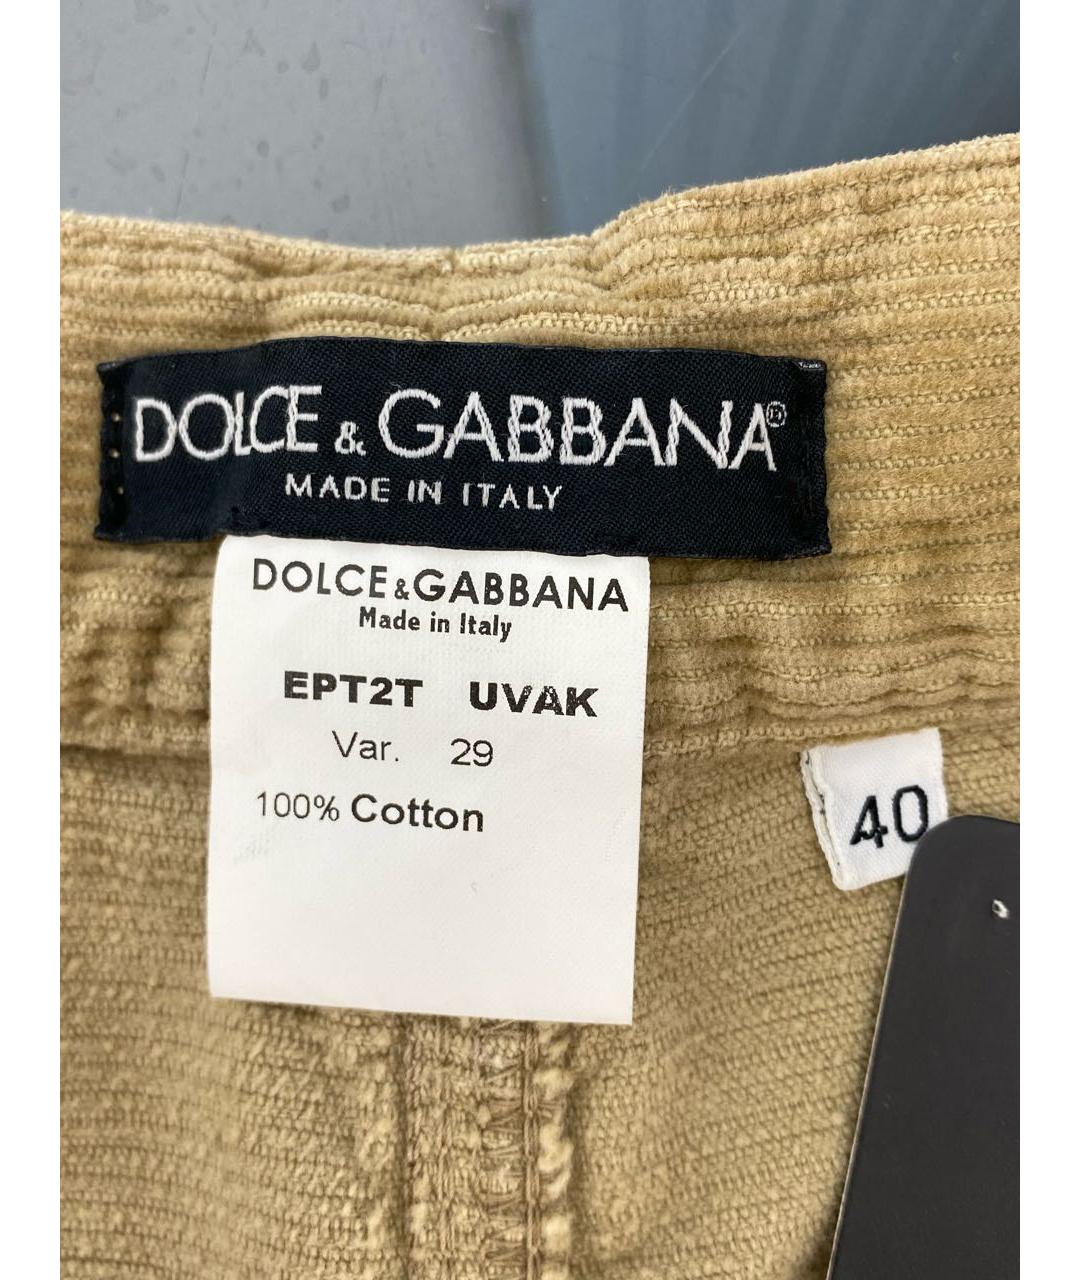 DOLCE & GABBANA®
MADE IN ITALY
DOLCE&GABBANA
Made in Italy
EPT2T UVAK
Var. 29
100% Cotton
40